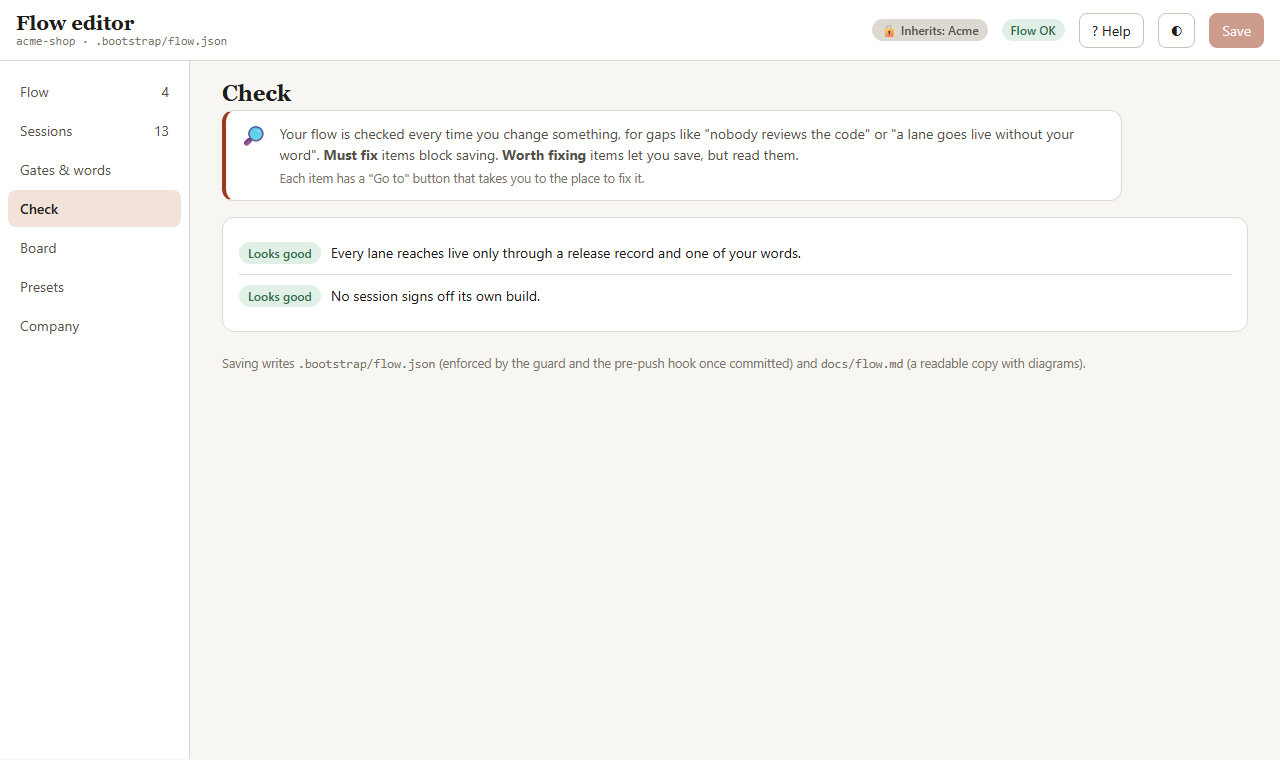 Flow editor
acme-shop · .bootstrap/flow.json
Inherits: Acme
Flow OK
? Help
Save
Flow 4
Sessions 13
Gates & words
Check
Board
Presets
Company
Check
Your flow is checked every time you change something, for gaps like "nobody reviews the code" or "a lane goes live without your
word". Must fix items block saving. Worth fixing items let you save, but read them.
Each item has a "Go to" button that takes you to the place to fix it.
Looks good Every lane reaches live only through a release record and one of your words.
Looks good No session signs off its own build.
Saving writes .bootstrap/flow.json (enforced by the guard and the pre-push hook once committed) and docs/flow.md (a readable copy with diagrams).